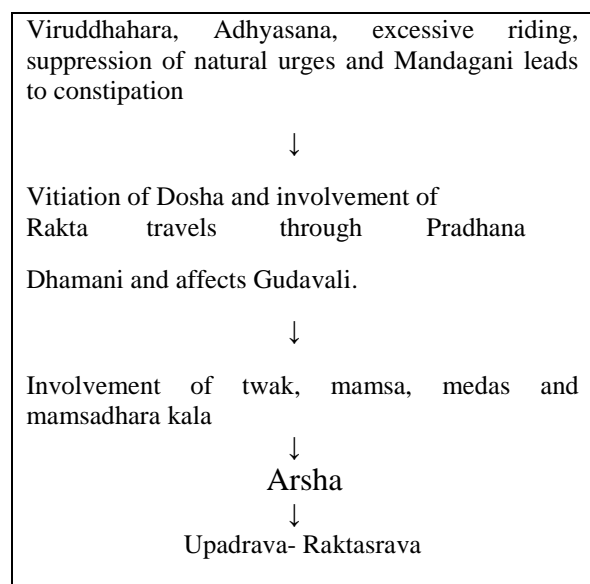 Viruddhahara, Adhyasana, excessive riding,
suppression of natural urges and Mandagani leads
to constipation
↓
Vitiation of Dosha and involvement of
Rakta travels through Pradhana
Dhamani and affects Gudavali.
↓
Involvement of twak, mamsa, medas and
mamsadhara kala
↓
Arsha
↓
Upadrava- Raktasrava